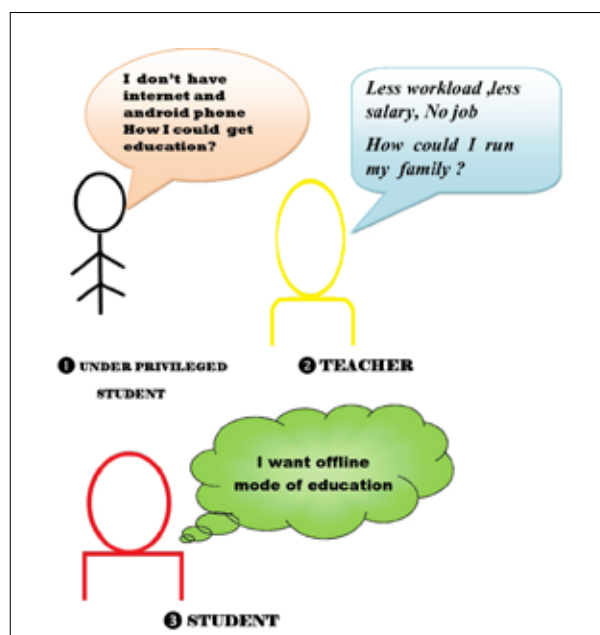 I don't have
internet and
android phone
How I could get
education?
Less workload ,less
salary, No job
How could I run
my family ?
❶ UNDER PRIVILEGED
STUDENT
❷ TEACHER
I want offline
mode of education
❸ STUDENT